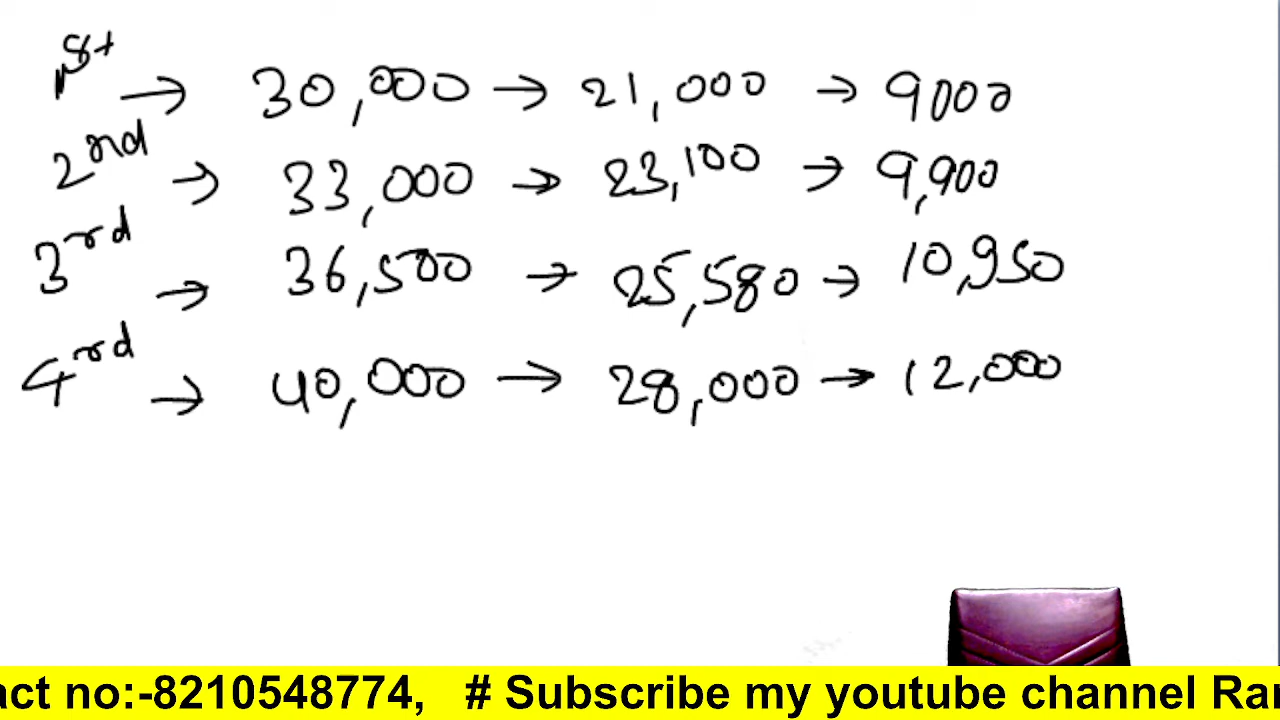 1st → 30,000 → 21,000 → 9000
2nd → 33,000 → 23,100 → 9,900
3rd → 36,500 → 25,580 → 10,950
4rd → 40,000 → 28,000 → 12,000
act no:-8210548774, # Subscribe my youtube channel Ra